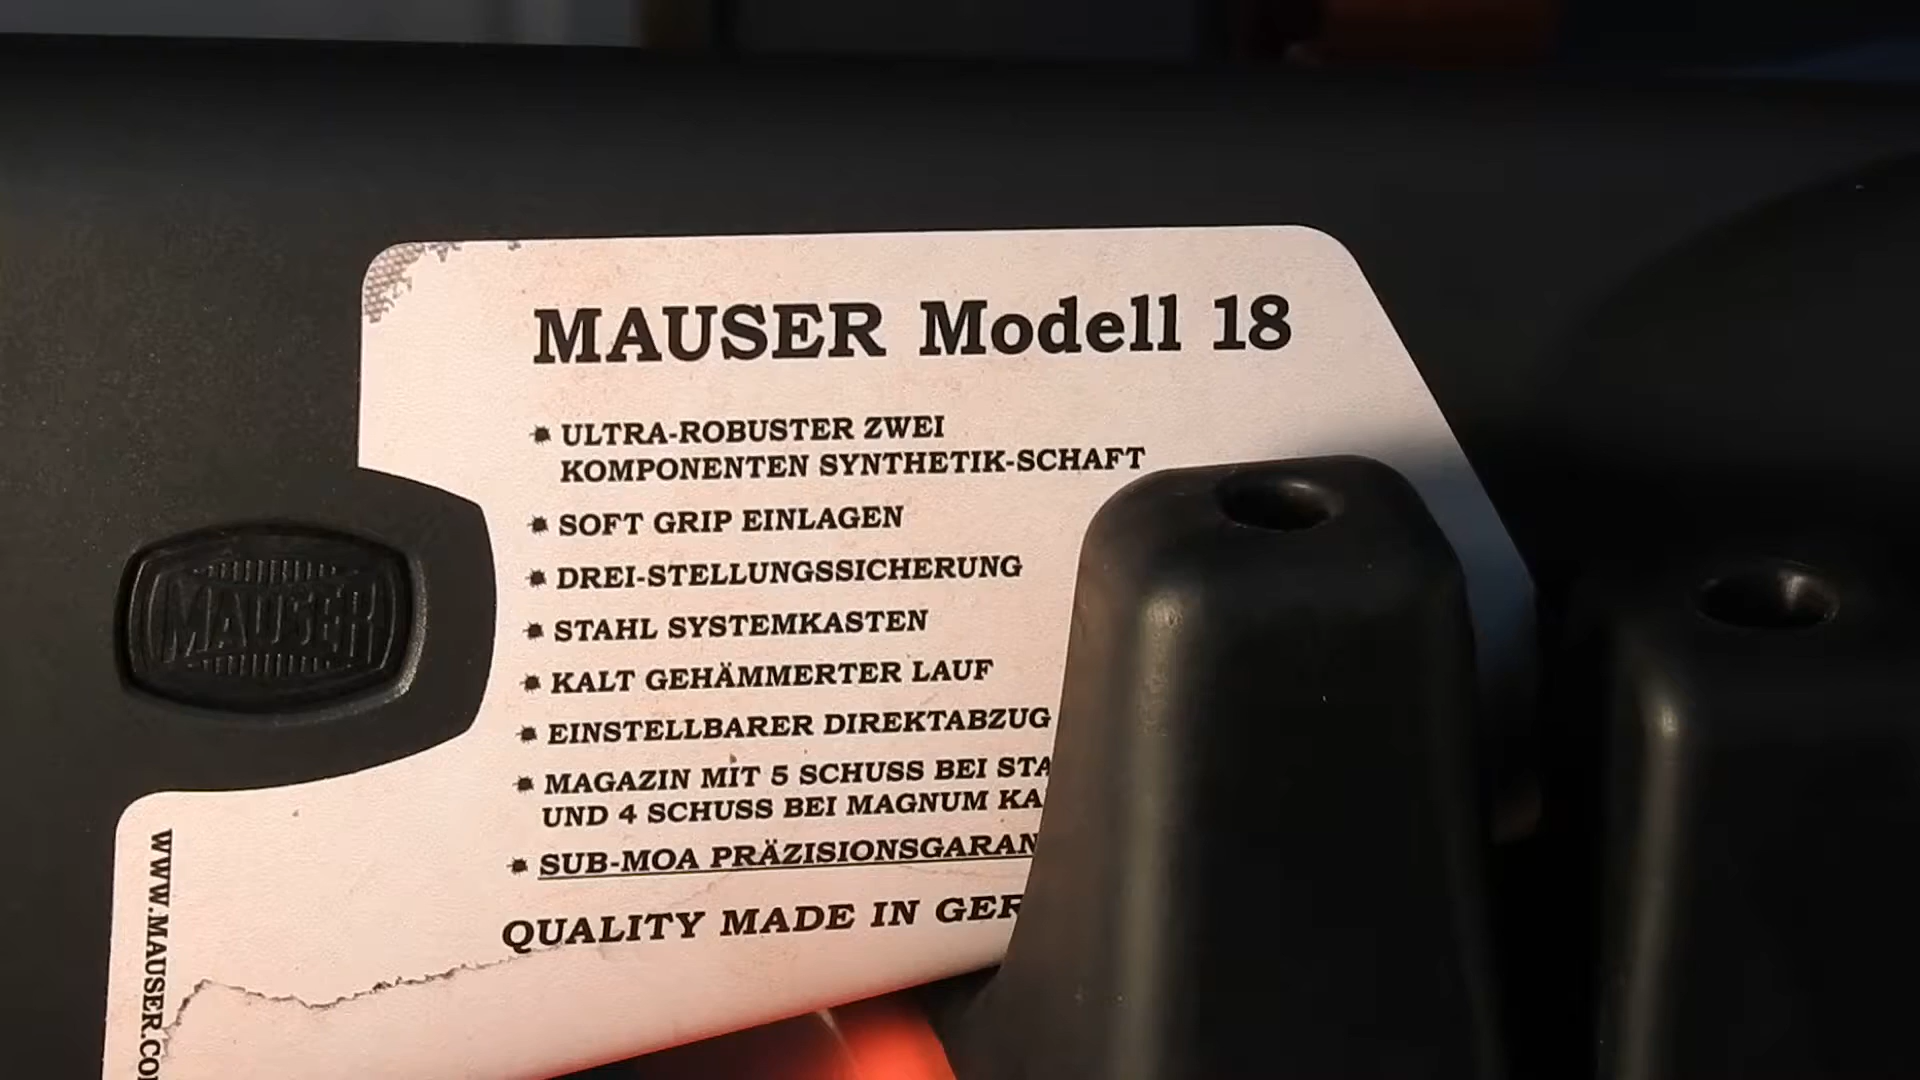 MAUSER Modell 18
ULTRA-ROBUSTER ZWEI
KOMPONENTEN SYNTHETIK-SCHAFT
SOFT GRIP EINLAGEN
DREI-STELLUNGSSICHERUNG
STAHL SYSTEMKASTEN
KALT GEHÄMMERTER LAUF
EINSTELLBARER DIREKTABZUG
MAGAZIN MIT 5 SCHUSS BEI
UND 4 SCHUSS BEI MAGNUM
SUB-MOA
QUALITY MADE IN
MAUSER